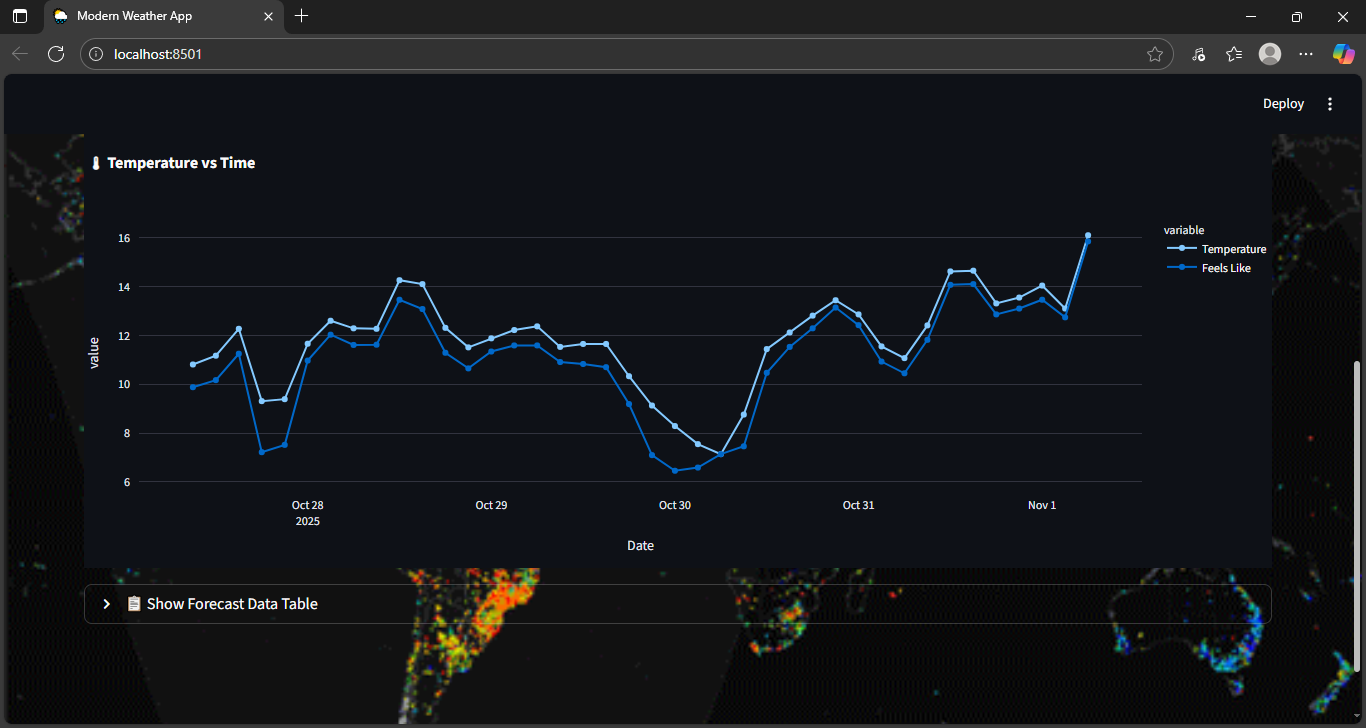 Modern Weather App
localhost:8501
Deploy
🌡 Temperature vs Time
variable
Temperature
Feels Like
value
16
14
12
10
8
6
Oct 28
2025
Oct 29
Oct 30
Oct 31
Nov 1
Date
📋 Show Forecast Data Table